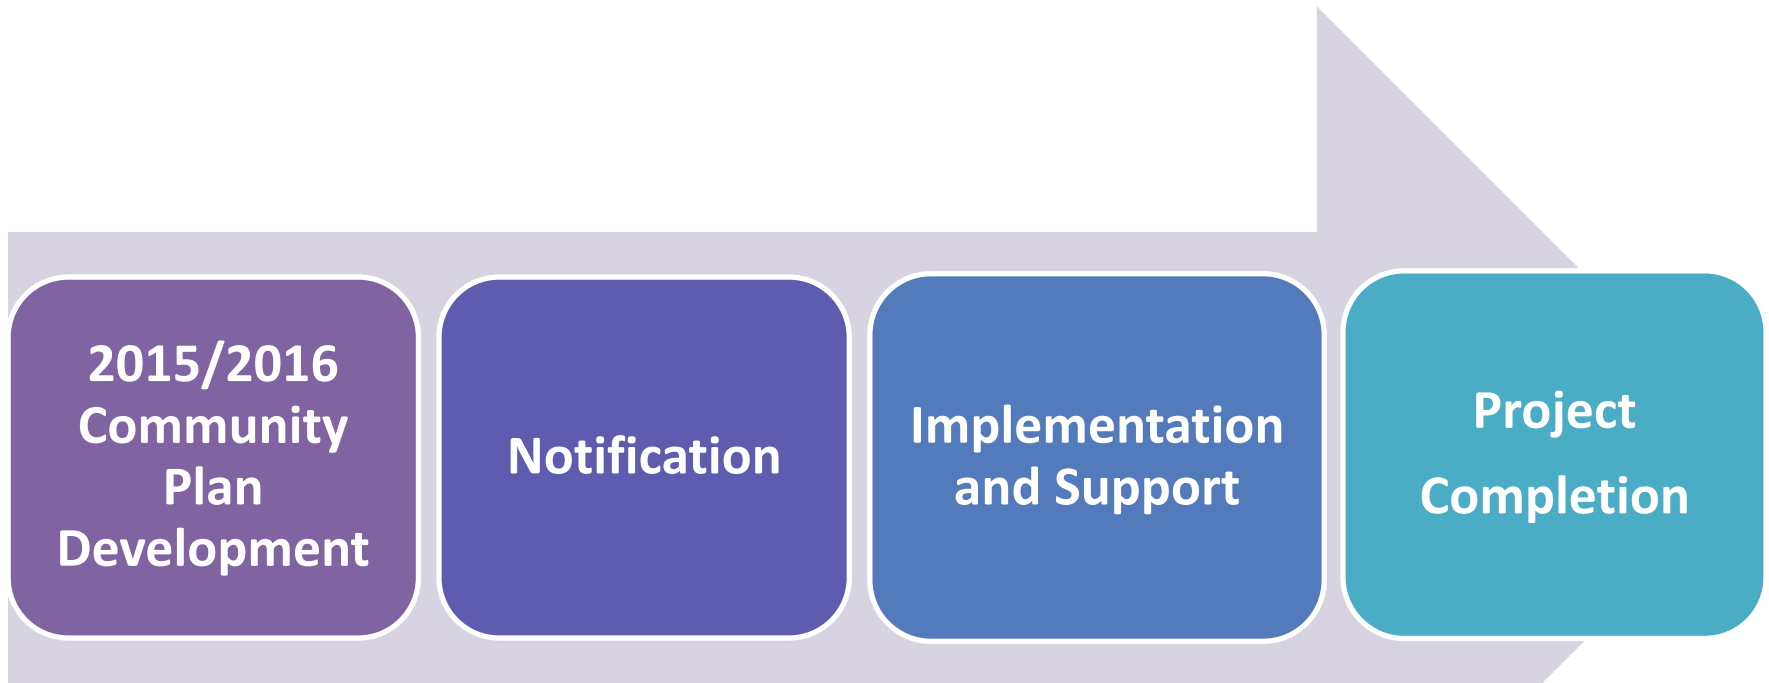 2015/2016
Community
Plan
Development
Notification
Implementation
and Support
Project
Completion